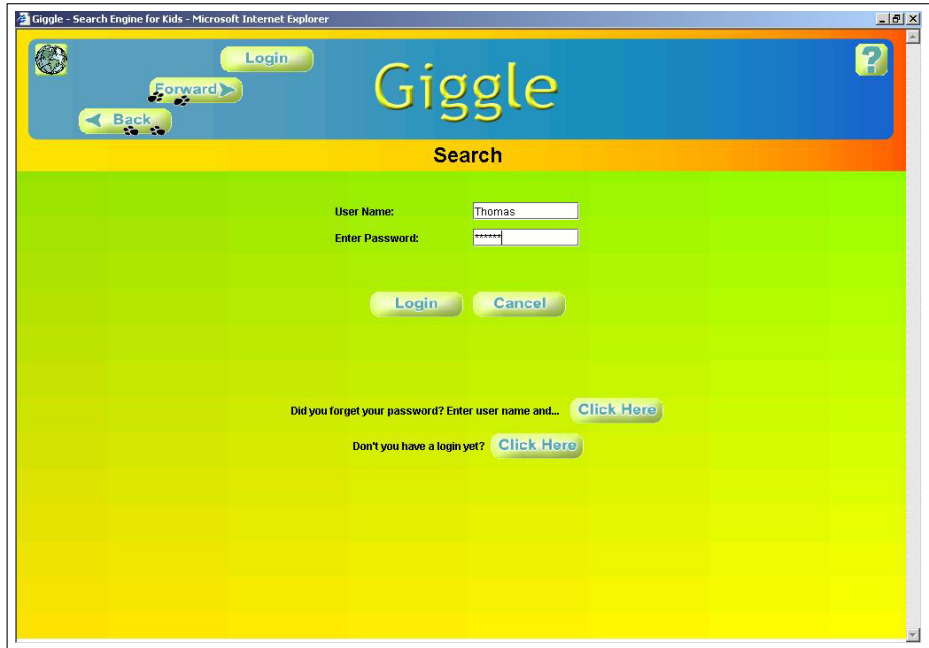 Giggle - Search Engine for Kids - Microsoft Internet Explorer
Login
Forward
Back
Giggle
?
Search
User Name: Thomas
Enter Password: ******
Login Cancel
Did you forget your password? Enter user name and... Click Here
Don't you have a login yet? Click Here